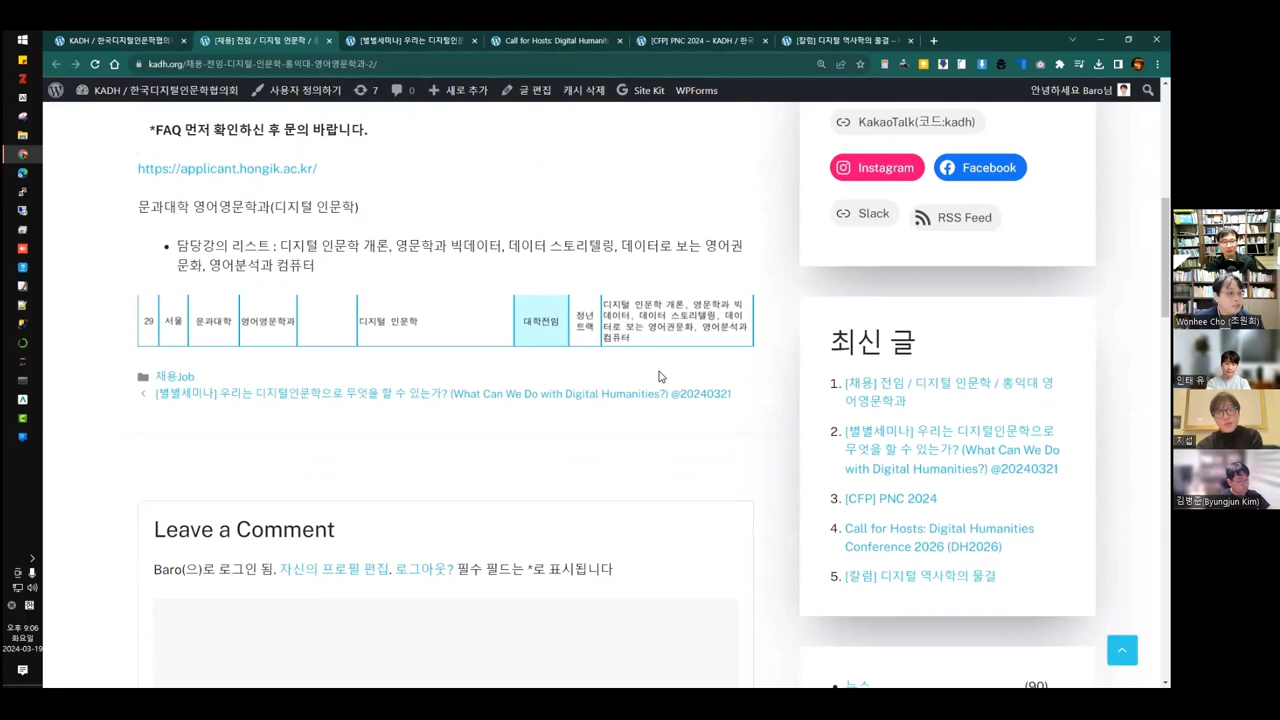 KADH / 한국디지털인문학협의회
[채용] 전임 / 디지털 인문학 / 홍
[별별세미나] 우리는 디지털인문
Call for Hosts: Digital Humanit
[CFP] PNC 2024 – KADH / 한국
[칼럼] 디지털 역사학의 물결 –
kadh.org/채용-전임-디지털-인문학-홍익대-영어영문학과-2/
KADH / 한국디지털인문학협의회
사용자 정의하기
7
0
새로 추가
글 편집
캐시 삭제
Site Kit
WPForms
안녕하세요 Baro님
*FAQ 먼저 확인하신 후 문의 바랍니다.
https://applicant.hongik.ac.kr/
문과대학 영어영문학과(디지털 인문학)
담당강의 리스트 : 디지털 인문학 개론, 영문학과 빅데이터, 데이터 스토리텔링, 데이터로 보는 영어권
문화, 영어분석과 컴퓨터
29 서울 문과대학 영어영문학과 디지털 인문학 대학전임
정년
트랙
디지털 인문학 개론, 영문학과 빅
데이터, 데이터 스토리텔링, 데이
터로 보는 영어권문화, 영어분석과
컴퓨터
채용Job
[별별세미나] 우리는 디지털인문학으로 무엇을 할 수 있는가? (What Can We Do with Digital Humanities?) @20240321
Leave a Comment
Baro(으)로 로그인 됨. 자신의 프로필 편집. 로그아웃? 필수 필드는 *로 표시됩니다
KakaoTalk(코드:kadh)
Instagram
Facebook
Slack
RSS Feed
최신 글
1. [채용] 전임 / 디지털 인문학 / 홍익대 영
어영문학과
2. [별별세미나] 우리는 디지털인문학으로
무엇을 할 수 있는가? (What Can We Do
with Digital Humanities?) @20240321
3. [CFP] PNC 2024
4. Call for Hosts: Digital Humanities
Conference 2026 (DH2026)
5. [칼럼] 디지털 역사학의 물결
뉴스 (90)
Wonhee Cho (조원희)
인태 유
지섭
김병준(Byungjun Kim)
한
오후 9:06
화요일
2024-03-19